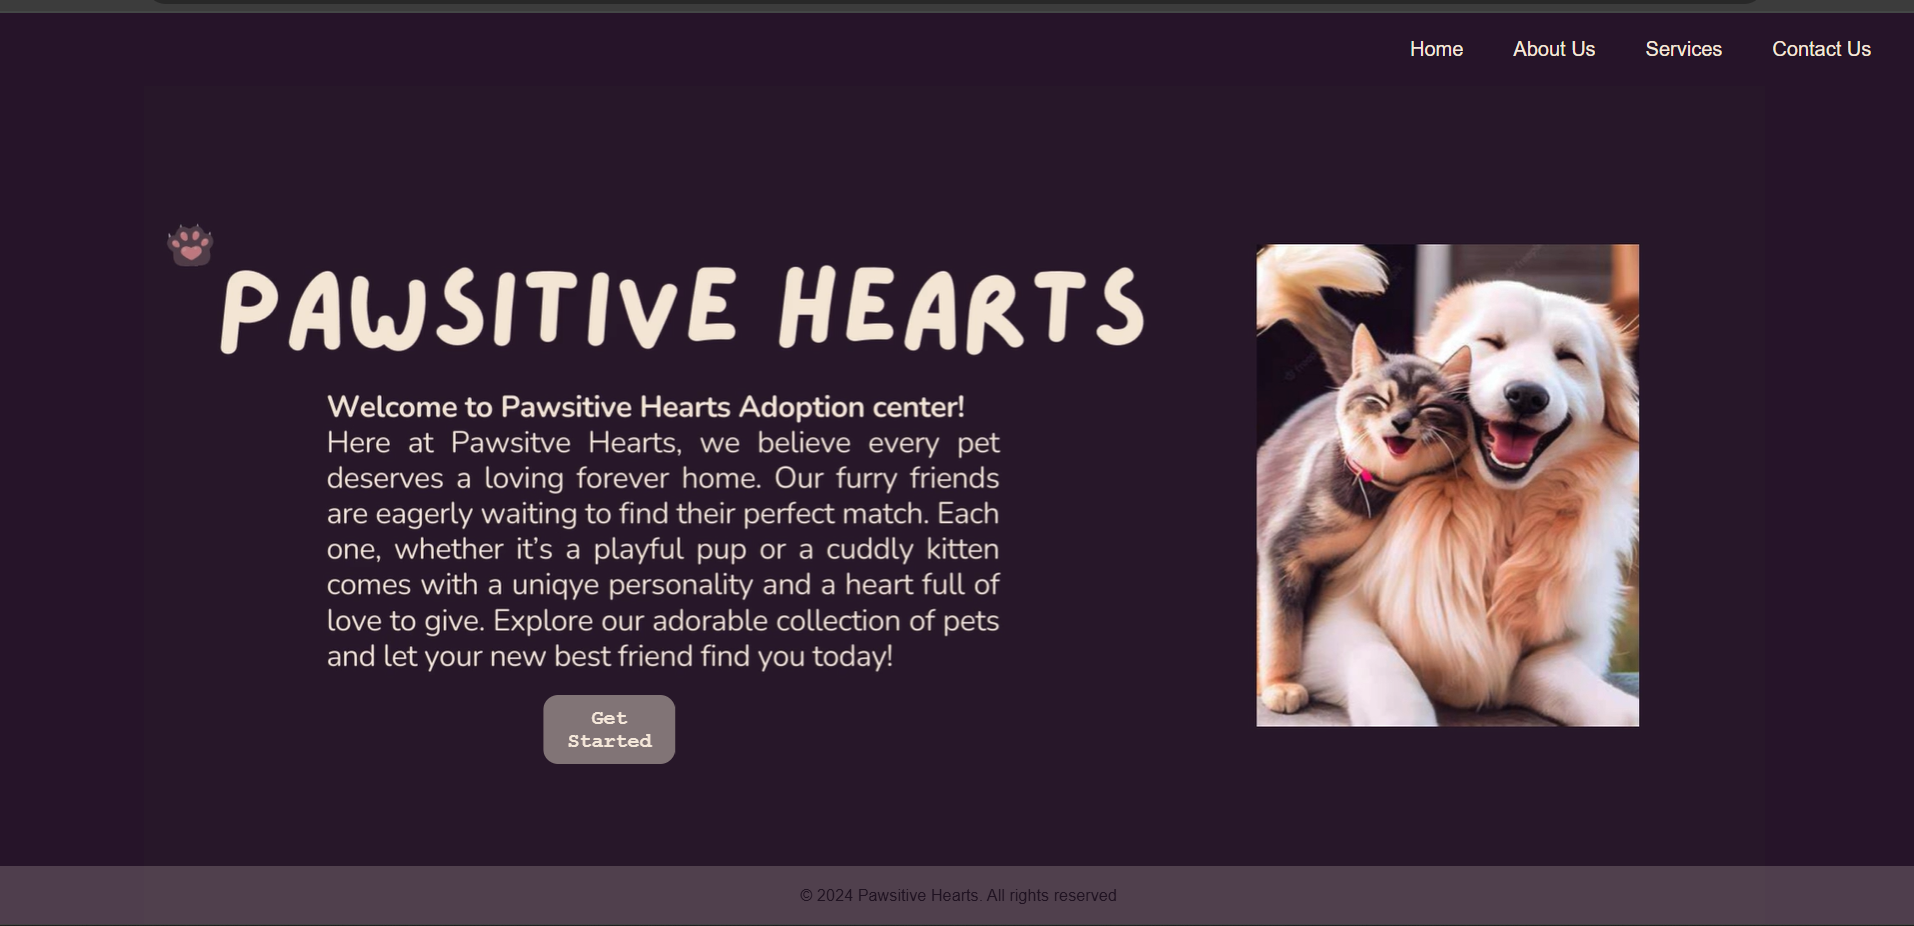 Home About Us Services Contact Us
PAWSITIVE HEARTS
Welcome to Pawsitive Hearts Adoption center!
Here at Pawsitve Hearts, we believe every pet
deserves a loving forever home. Our furry friends
are eagerly waiting to find their perfect match. Each
one, whether it’s a playful pup or a cuddly kitten
comes with a uniqye personality and a heart full of
love to give. Explore our adorable collection of pets
and let your new best friend find you today!
Get
Started
© 2024 Pawsitive Hearts. All rights reserved